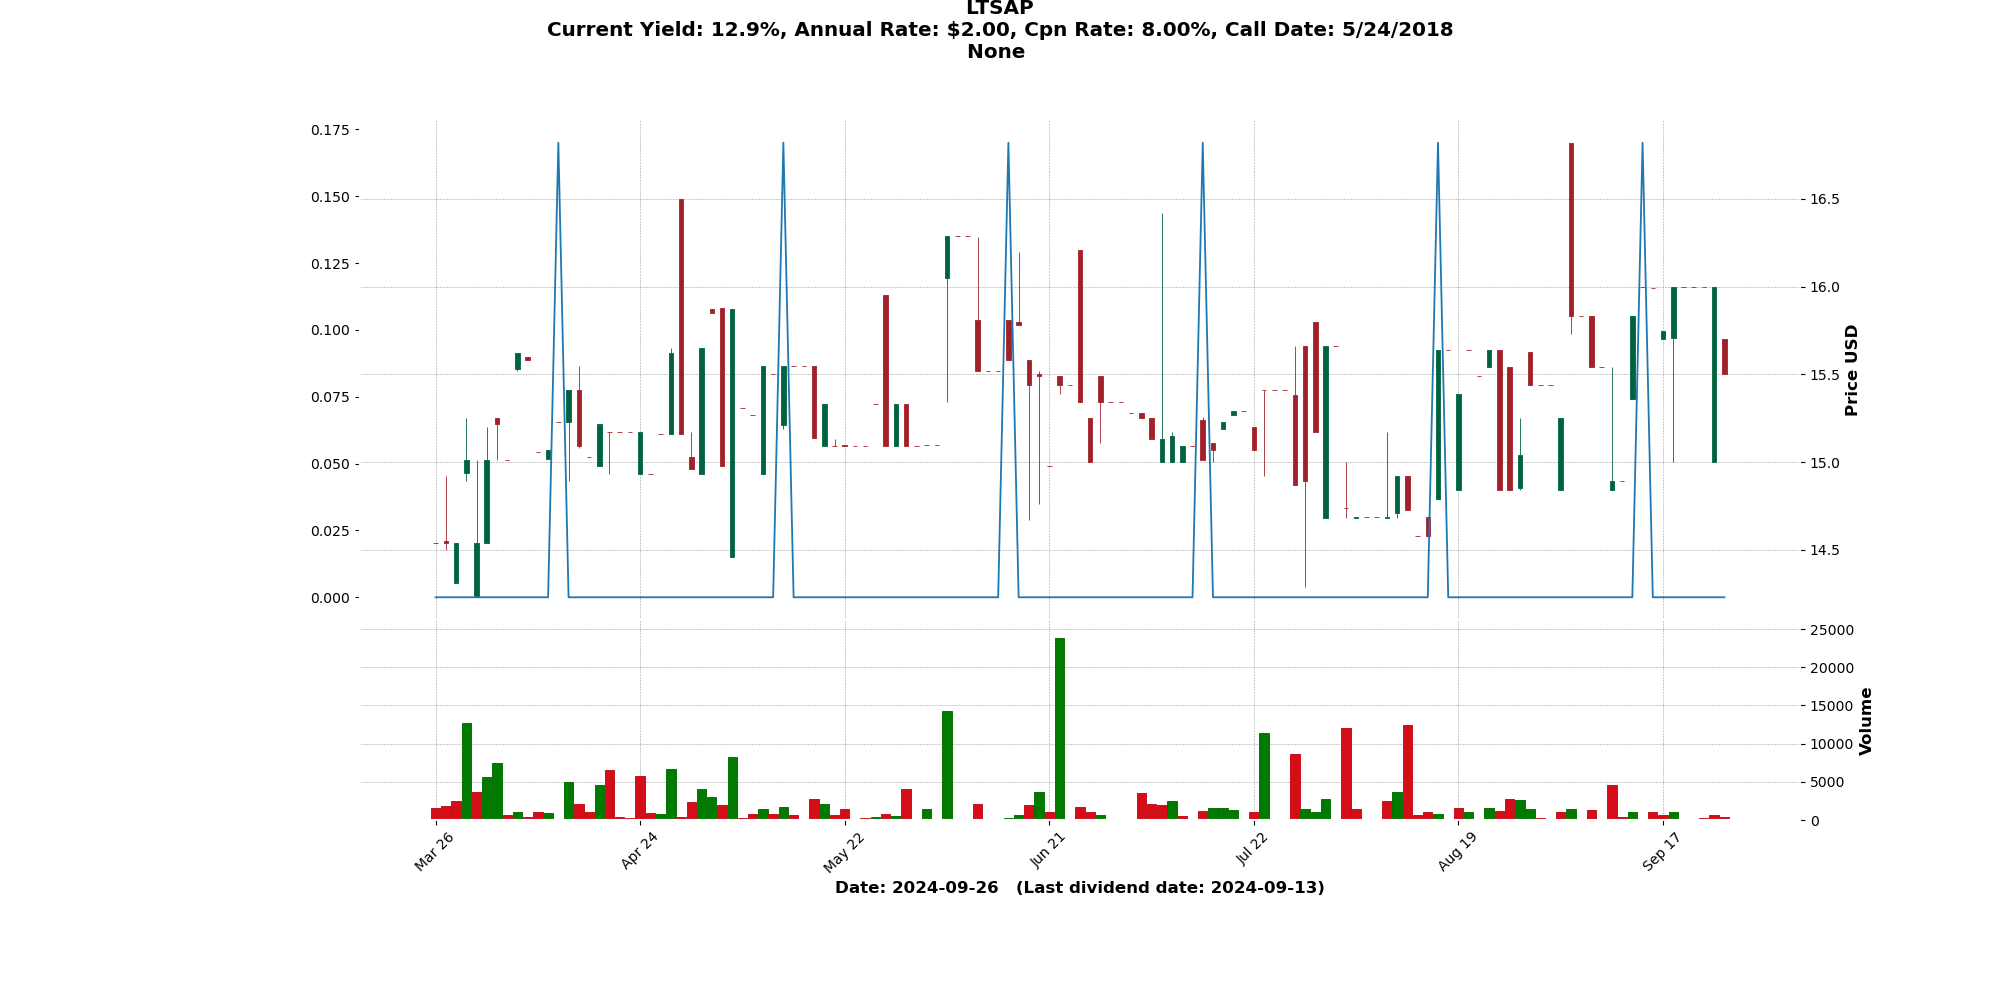 LTSAP
Current Yield: 12.9%, Annual Rate: $2.00, Cpn Rate: 8.00%, Call Date: 5/24/2018
None
0.175
0.150
0.125
0.100
0.075
0.050
0.025
0.000
16.5
16.0
15.5
15.0
14.5
Price USD
25000
20000
15000
10000
5000
0
Volume
Mar 26
Apr 24
May 22
Jun 21
Jul 22
Aug 19
Sep 17
Date: 2024-09-26 (Last dividend date: 2024-09-13)